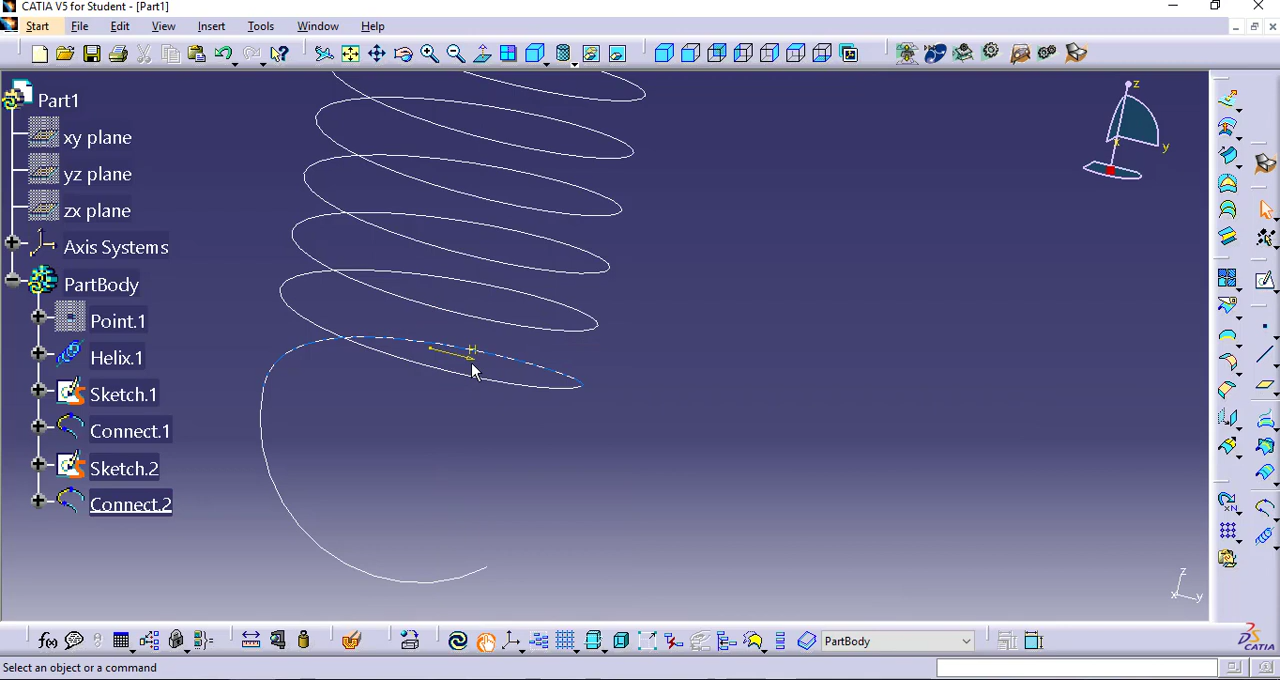 CATIA V5 for Student - [Part1]
Start File Edit View Insert Tools Window Help
Part1
xy plane
yz plane
zx plane
Axis Systems
PartBody
Point.1
Helix.1
Sketch.1
Connect.1
Sketch.2
Connect.2
H
z
x
y
z
x y
f(x)
PartBody
CATIA
Select an object or a command